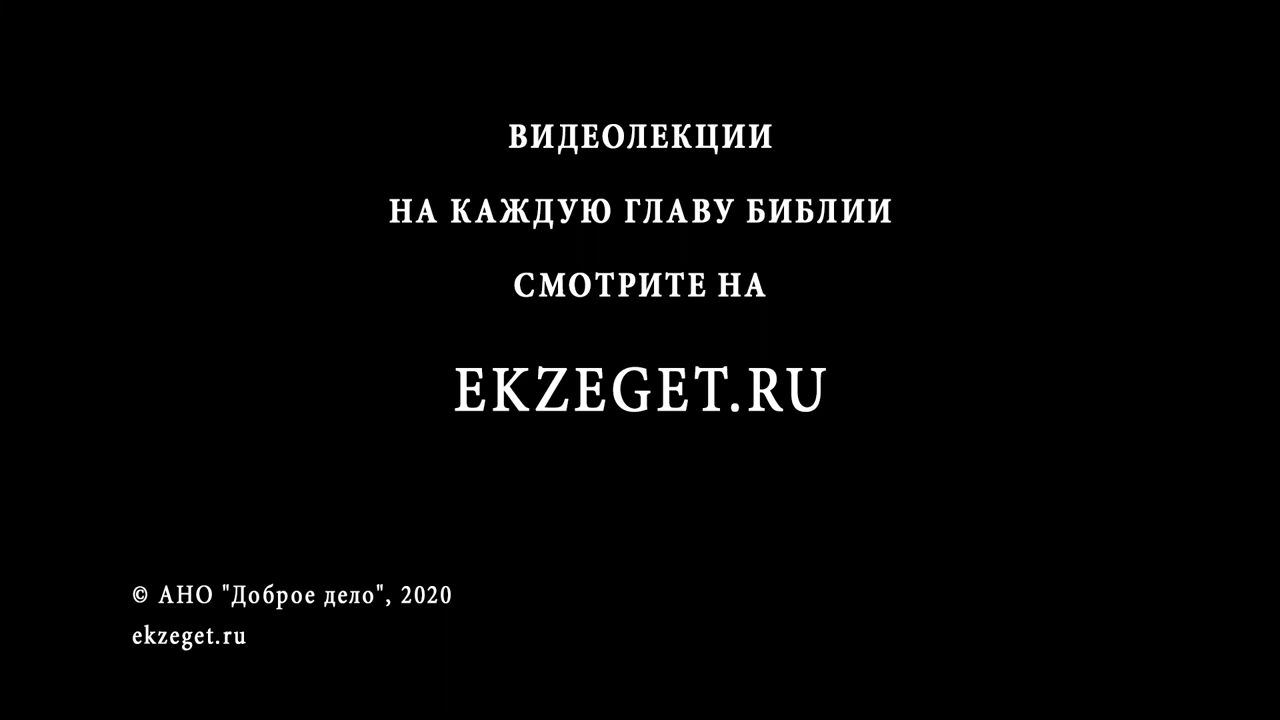 ВИДЕОЛЕКЦИИ
НА КАЖДУЮ ГЛАВУ БИБЛИИ
СМОТРИТЕ НА
EKZEGET.RU
© АНО "Доброе дело", 2020
ekzeget.ru